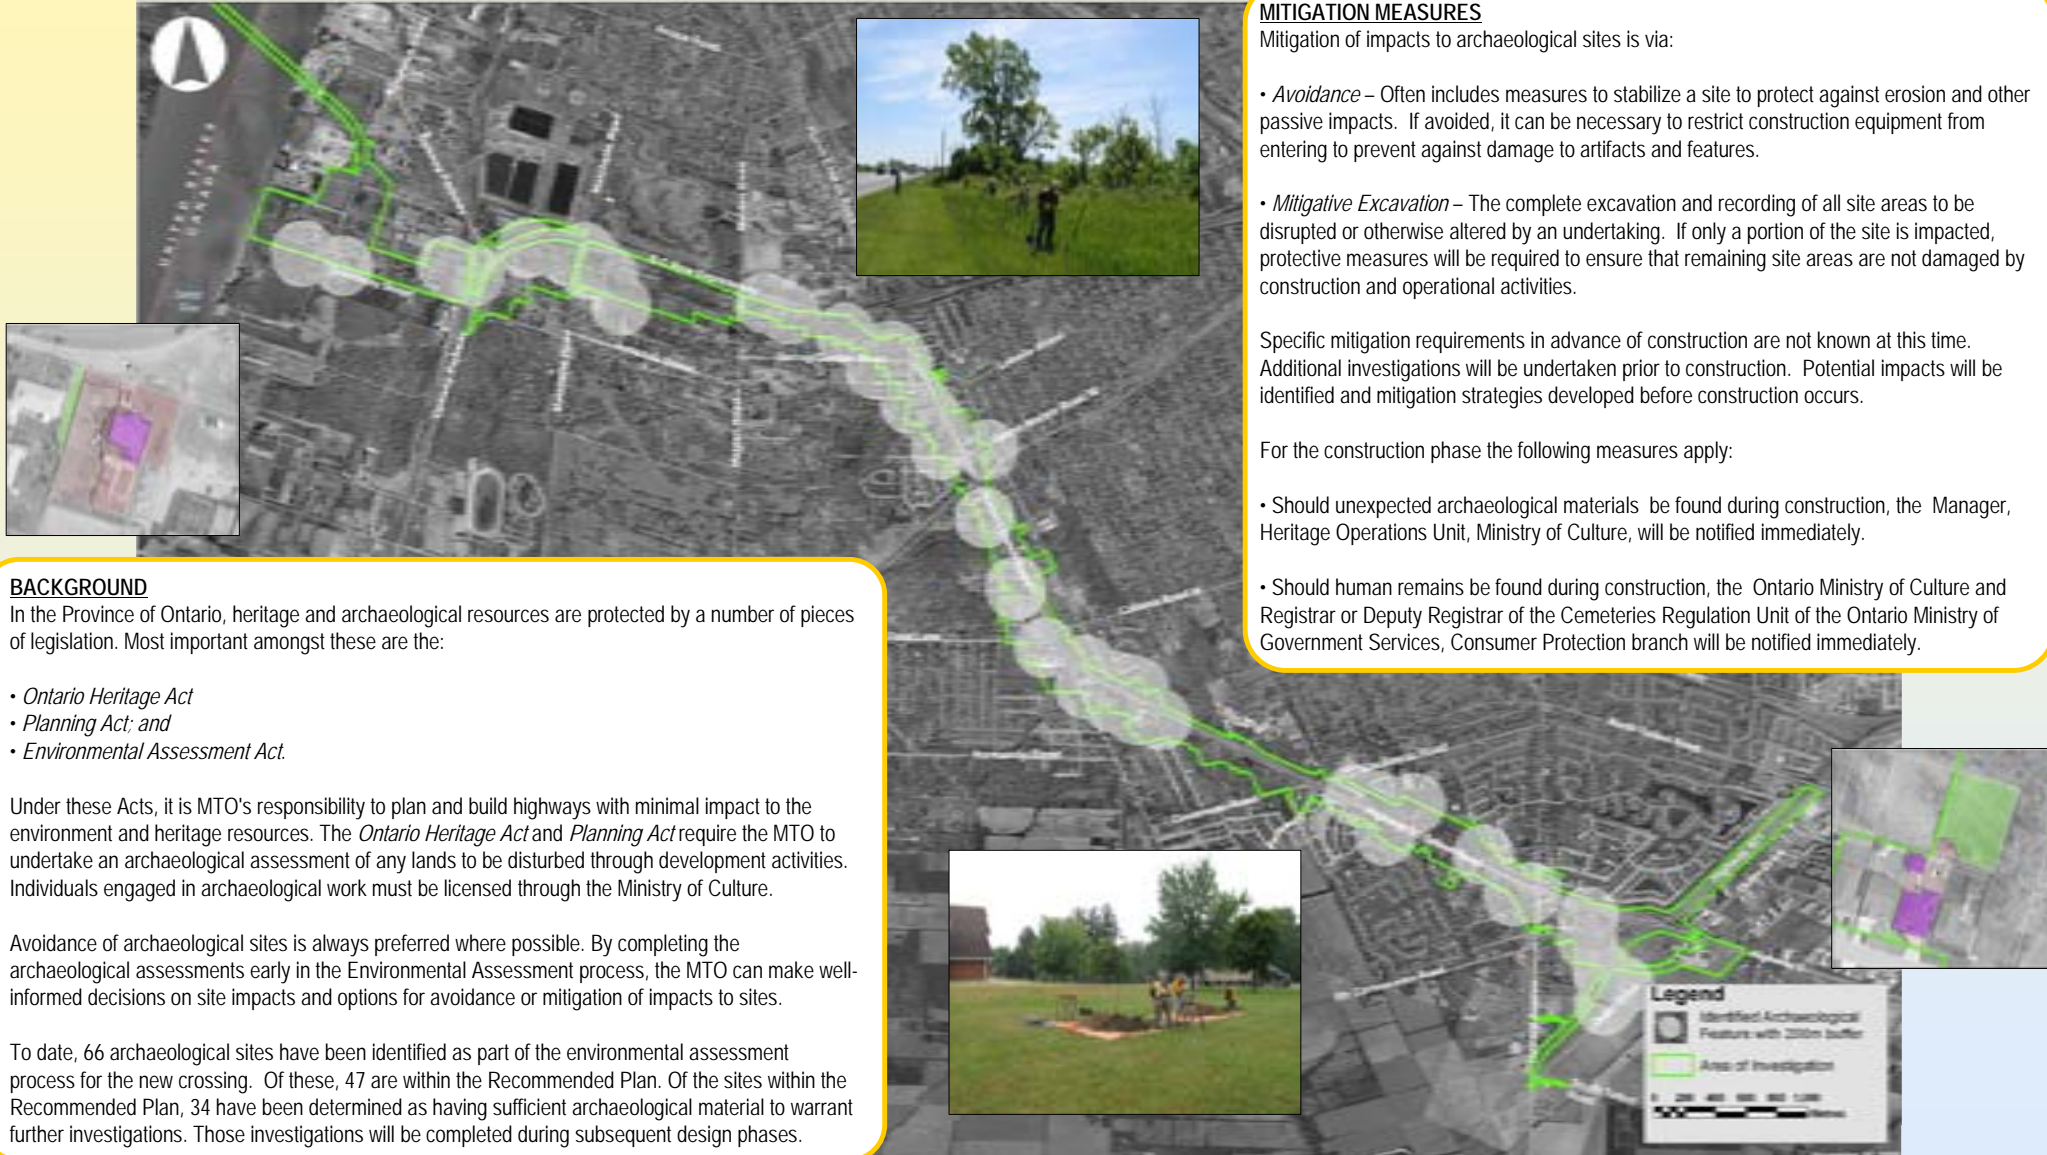 MITIGATION MEASURES
Mitigation of impacts to archaeological sites is via:
• Avoidance – Often includes measures to stabilize a site to protect against erosion and other
passive impacts.  If avoided, it can be necessary to restrict construction equipment from
entering to prevent against damage to artifacts and features.
• Mitigative Excavation – The complete excavation and recording of all site areas to be
disrupted or otherwise altered by an undertaking.  If only a portion of the site is impacted,
protective measures will be required to ensure that remaining site areas are not damaged by
construction and operational activities.
Specific mitigation requirements in advance of construction are not known at this time.
Additional investigations will be undertaken prior to construction.  Potential impacts will be
identified and mitigation strategies developed before construction occurs.
For the construction phase the following measures apply:
• Should unexpected archaeological materials  be found during construction, the  Manager,
Heritage Operations Unit, Ministry of Culture, will be notified immediately.
• Should human remains be found during construction, the  Ontario Ministry of Culture and
Registrar or Deputy Registrar of the Cemeteries Regulation Unit of the Ontario Ministry of
Government Services, Consumer Protection branch will be notified immediately.
BACKGROUND
In the Province of Ontario, heritage and archaeological resources are protected by a number of pieces
of legislation. Most important amongst these are the:
• Ontario Heritage Act
• Planning Act; and
• Environmental Assessment Act.
Under these Acts, it is MTO's responsibility to plan and build highways with minimal impact to the
environment and heritage resources. The Ontario Heritage Act and Planning Act require the MTO to
undertake an archaeological assessment of any lands to be disturbed through development activities.
Individuals engaged in archaeological work must be licensed through the Ministry of Culture.
Avoidance of archaeological sites is always preferred where possible. By completing the
archaeological assessments early in the Environmental Assessment process, the MTO can make well-
informed decisions on site impacts and options for avoidance or mitigation of impacts to sites.
To date, 66 archaeological sites have been identified as part of the environmental assessment
process for the new crossing.  Of these, 47 are within the Recommended Plan. Of the sites within the
Recommended Plan, 34 have been determined as having sufficient archaeological material to warrant
further investigations. Those investigations will be completed during subsequent design phases.
UNITED STATES
CANADA
Legend
Identified Archaeological
Feature with 200m buffer
Area of Investigation
0 200 400 600 800 1,000
Metres